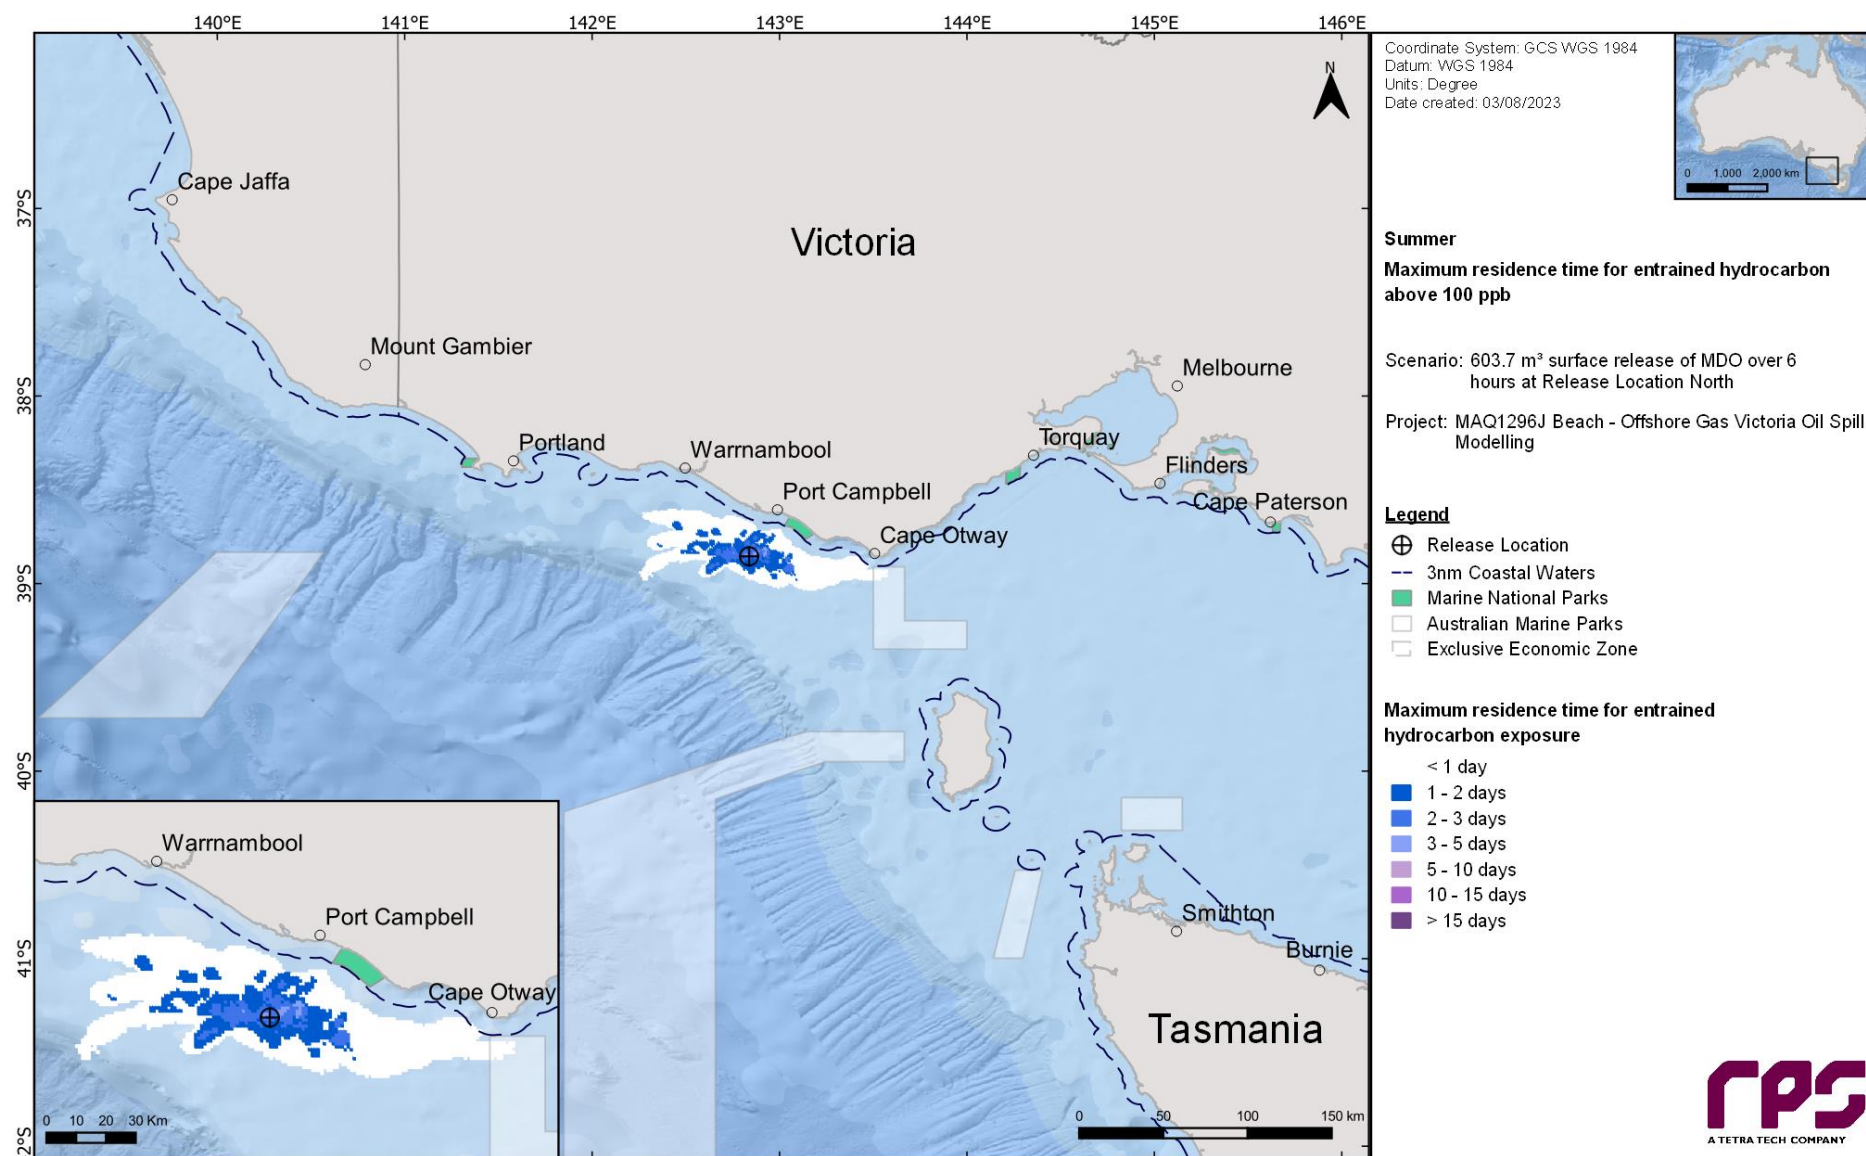 140°E 141°E 142°E 143°E 144°E 145°E 146°E
37°S
38°S
39°S
40°S
41°S
42°S
N
Cape Jaffa
Victoria
Mount Gambier
Melbourne
Portland
Warrnambool
Torquay
Flinders
Port Campbell
Cape Paterson
Cape Otway
Smithton
Burnie
Tasmania
0 50 100 150 km
Warrnambool
Port Campbell
Cape Otway
0 10 20 30 Km
Coordinate System: GCS WGS 1984
Datum: WGS 1984
Units: Degree
Date created: 03/08/2023
0 1,000 2,000 km
Summer
Maximum residence time for entrained hydrocarbon
above 100 ppb
Scenario: 603.7 m³ surface release of MDO over 6
hours at Release Location North
Project: MAQ1296J Beach - Offshore Gas Victoria Oil Spill
Modelling
Legend
Release Location
3nm Coastal Waters
Marine National Parks
Australian Marine Parks
Exclusive Economic Zone
Maximum residence time for entrained
hydrocarbon exposure
< 1 day
1 - 2 days
2 - 3 days
3 - 5 days
5 - 10 days
10 - 15 days
> 15 days
rps
A TETRA TECH COMPANY